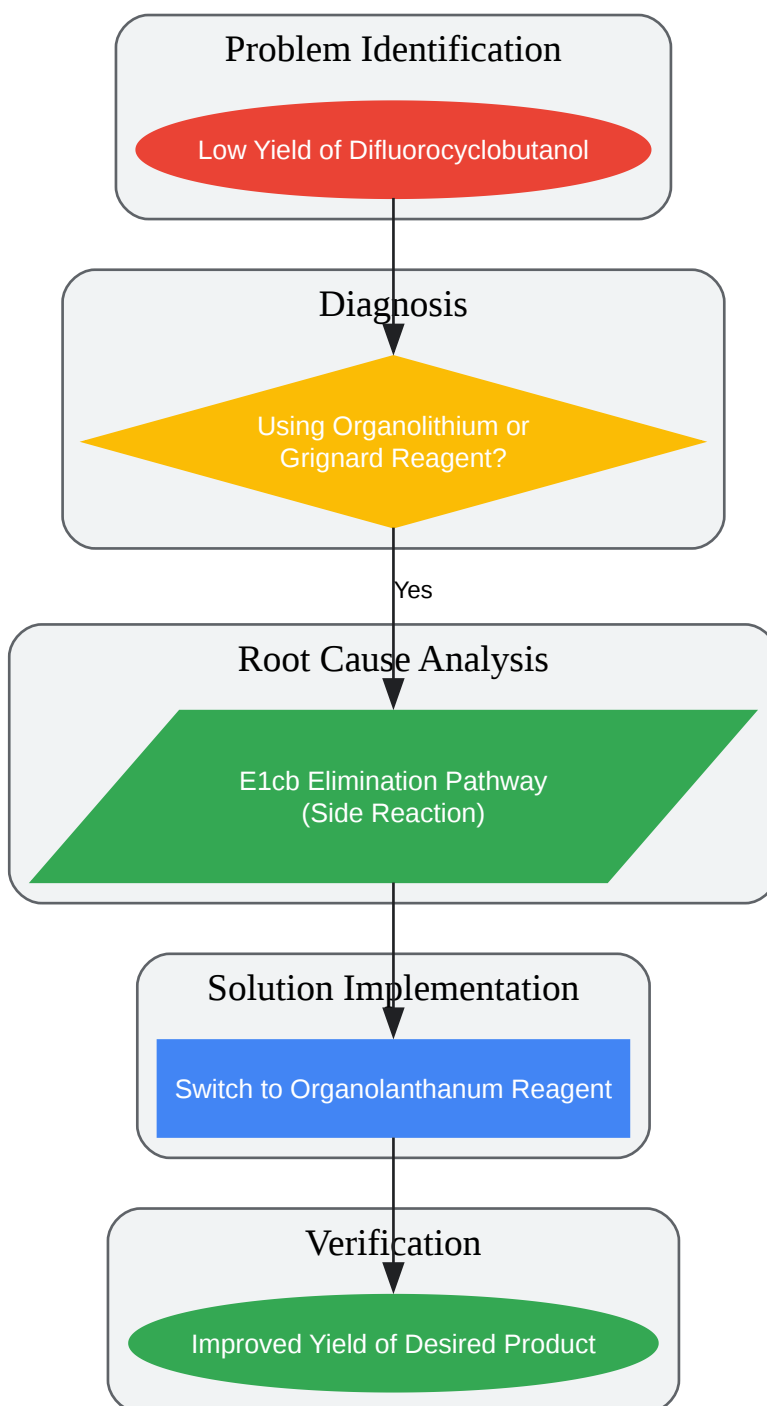 Problem Identification
Low Yield of Difluorocyclobutanol
Diagnosis
Using Organolithium or
Grignard Reagent?
Yes
Root Cause Analysis
E1cb Elimination Pathway
(Side Reaction)
Solution Implementation
Switch to Organolanthanum Reagent
Verification
Improved Yield of Desired Product